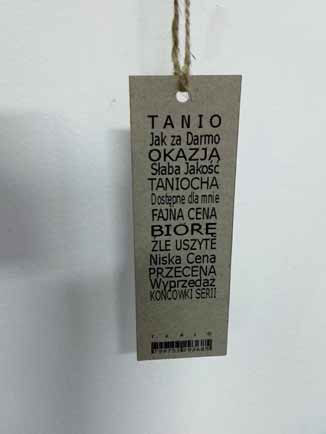 TANIO
Jak za Darmo
OKAZJA
Słaba Jakość
TANIOCHA
Dostępne dla mnie
FAJNA CENA
BIORĘ
ŹLE USZYTE
Niska Cena
PRZECENA
Wyprzedaż
KOŃCÓWKI SERII